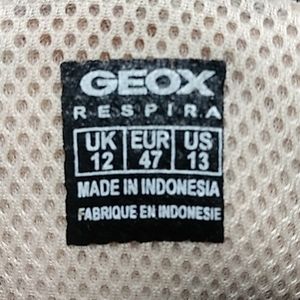 GEOX
RESPIRA
UK EUR US
12 47 13
MADE IN INDONESIA
FABRIQUE EN INDONESIE